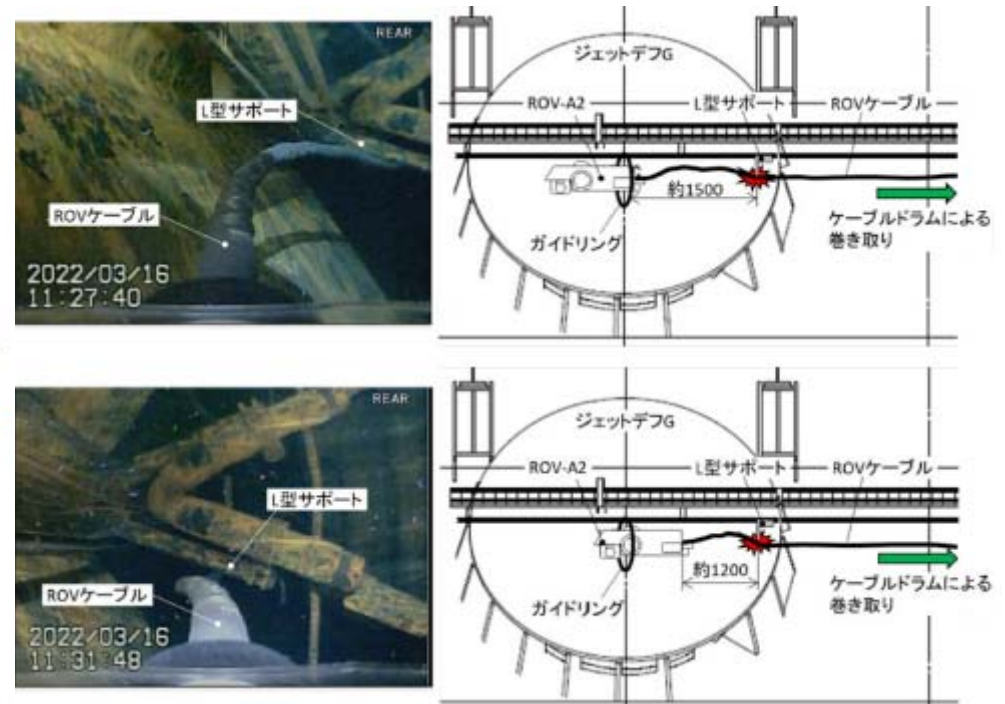 REAR
L型サポート
ROVケーブル
2022/03/16
11:27:40
ジェットデフG
ROV-A2
L型サポート
ROVケーブル
約1500
ガイドリング
ケーブルドラムによる
巻き取り
REAR
L型サポート
ROVケーブル
2022/03/16
11:31:48
ジェットデフG
ROV-A2
L型サポート
ROVケーブル
約1200
ガイドリング
ケーブルドラムによる
巻き取り